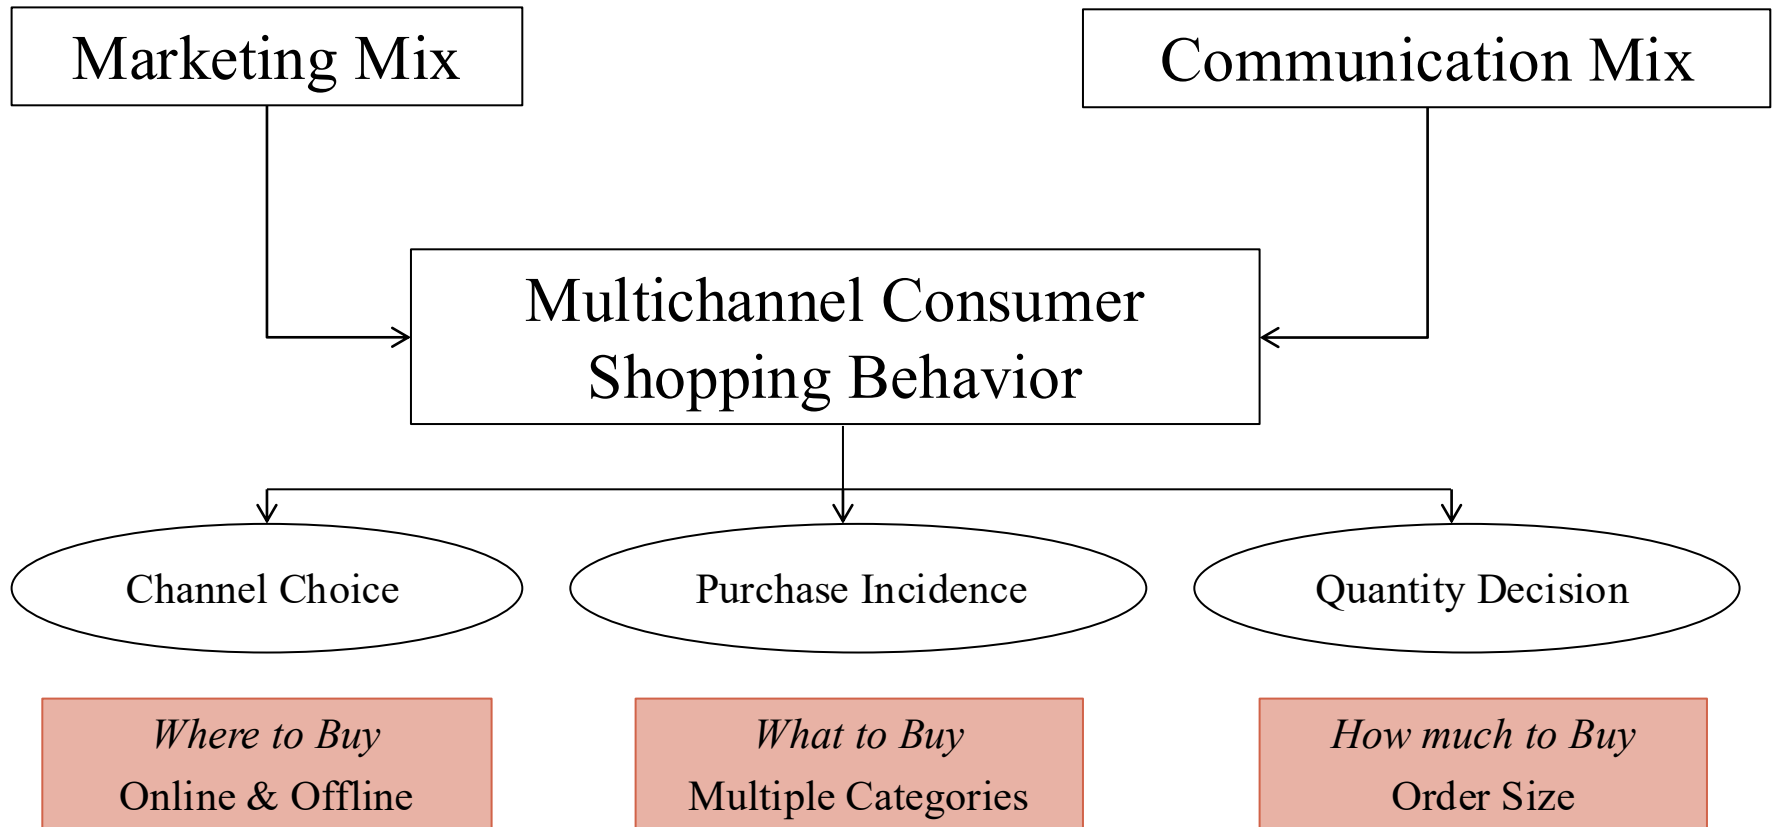 Marketing Mix
Communication Mix
Multichannel Consumer
Shopping Behavior
Channel Choice
Purchase Incidence
Quantity Decision
Where to Buy
Online & Offline
What to Buy
Multiple Categories
How much to Buy
Order Size